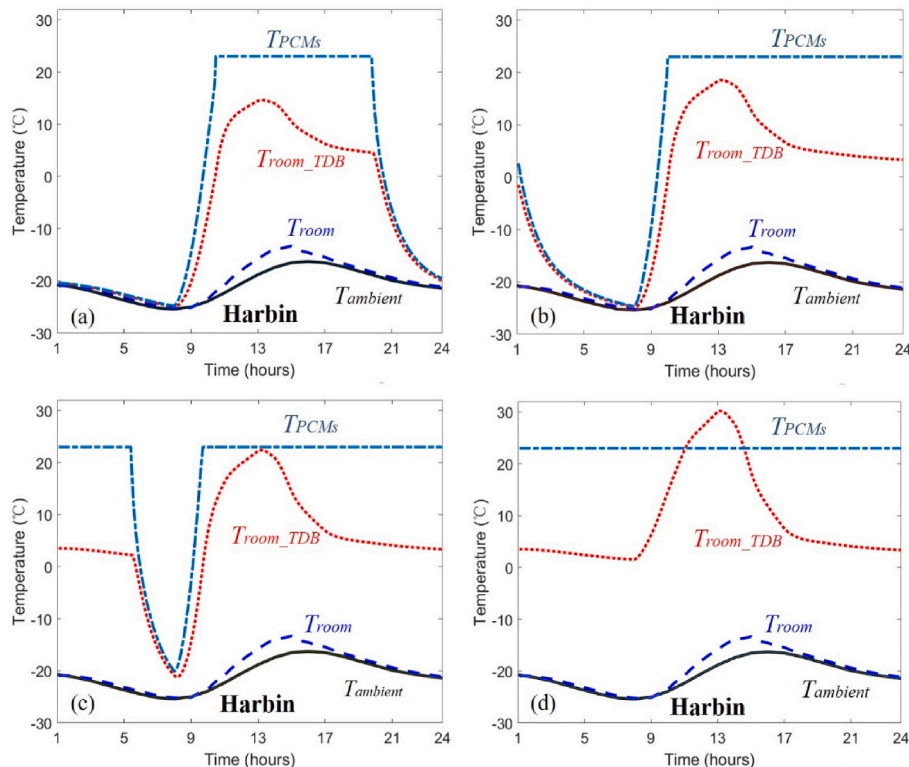 30
T_PCMs
20
10
T_room_TDB
0
Temperature (℃)
-10
T_room
-20
T_ambient
(a)
Harbin
-30
1 5 9 13 17 21 24
Time (hours)
30
T_PCMs
20
10
T_room_TDB
0
Temperature (℃)
-10
T_room
-20
T_ambient
(b)
Harbin
-30
1 5 9 13 17 21 24
Time (hours)
30
T_PCMs
20
10
T_room_TDB
0
Temperature (℃)
-10
T_room
-20
T_ambient
(c)
Harbin
-30
1 5 9 13 17 21 24
Time (hours)
30
T_PCMs
20
10
T_room_TDB
0
Temperature (℃)
-10
T_room
-20
T_ambient
(d)
Harbin
-30
1 5 9 13 17 21 24
Time (hours)